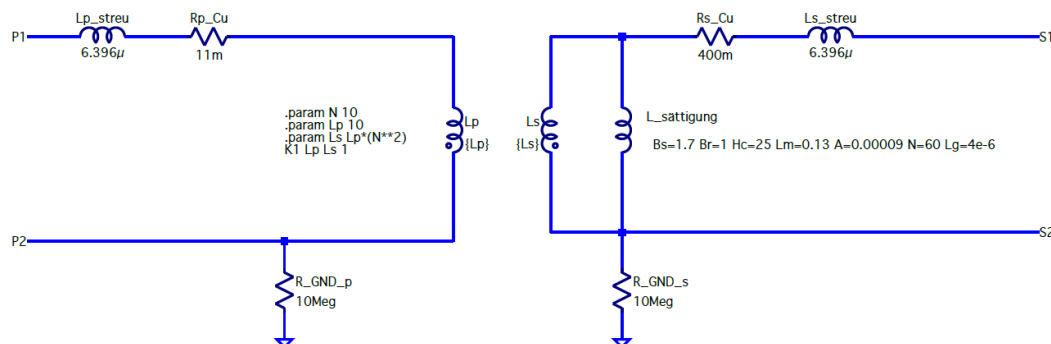 Lp_streu
Rp_Cu
Rs_Cu
Ls_streu
P1
S1
6.396µ
11m
400m
6.396µ
.param N 10
.param Lp 10
.param Ls Lp*(N**2)
K1 Lp Ls 1
Lp
{Lp}
Ls
{Ls}
L_sättigung
Bs=1.7 Br=1 Hc=25 Lm=0.13 A=0.00009 N=60 Lg=4e-6
P2
S2
R_GND_p
10Meg
R_GND_s
10Meg